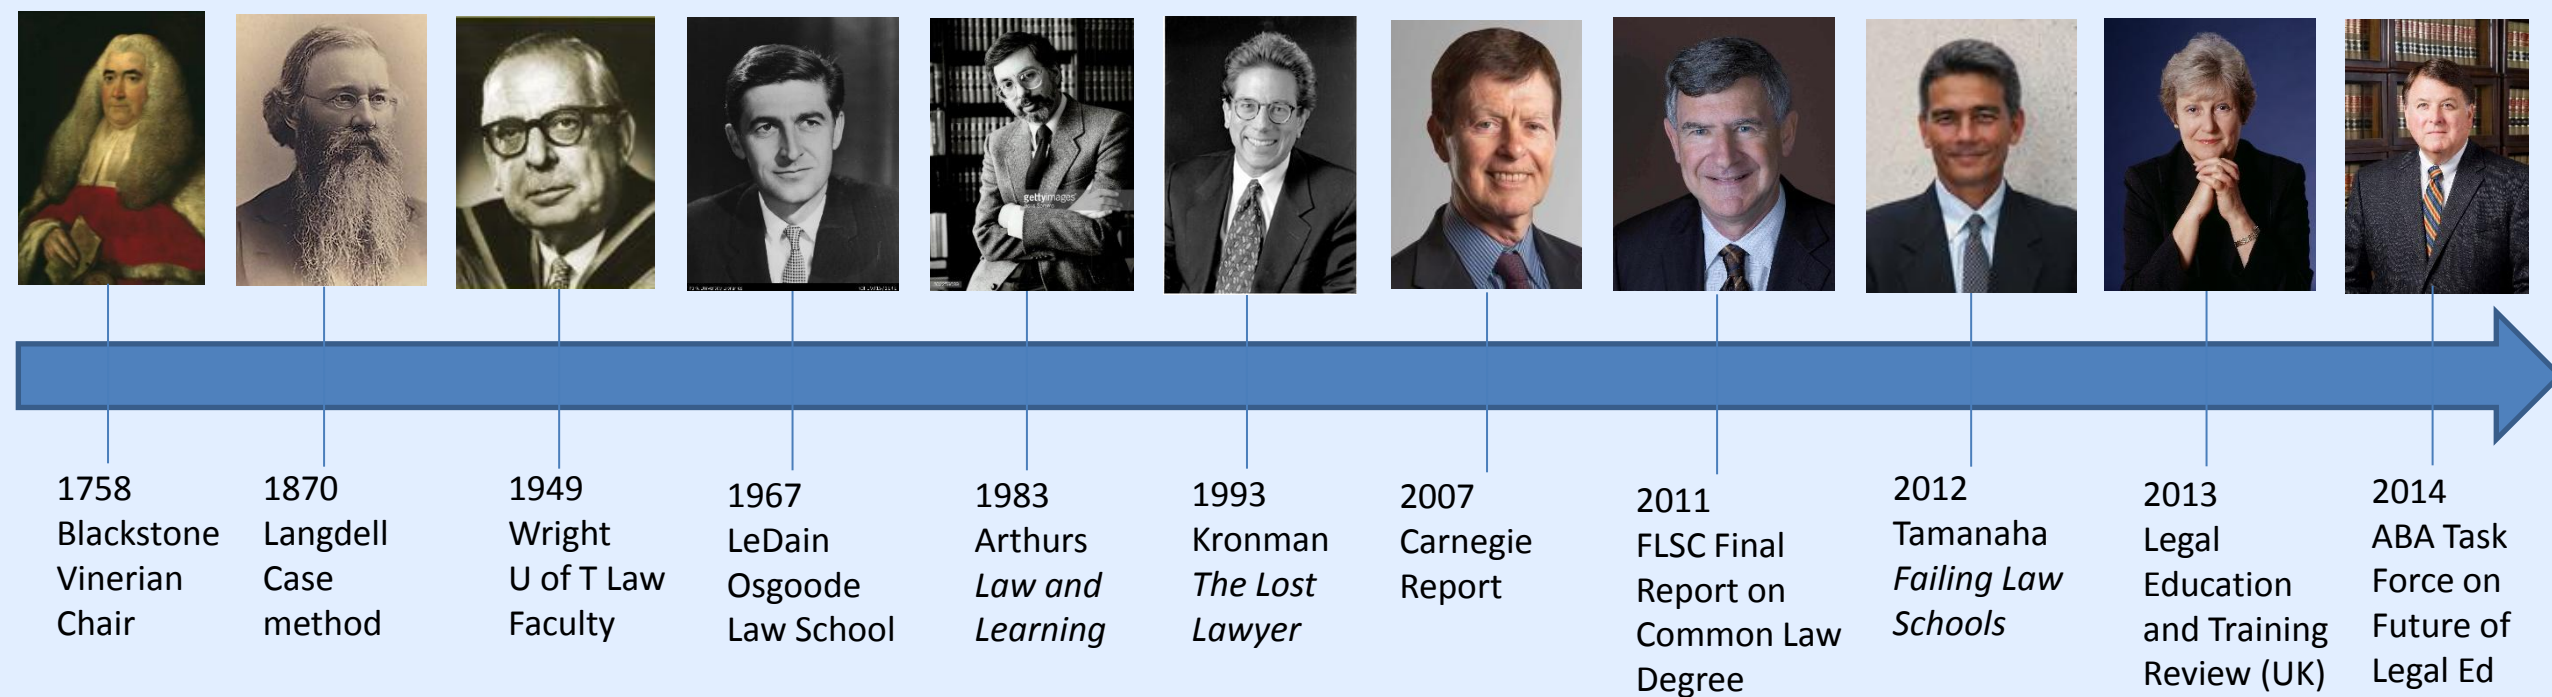 gettyimages
1758
Blackstone
Vinerian
Chair
1870
Langdell
Case
method
1949
Wright
U of T Law
Faculty
1967
LeDain
Osgoode
Law School
1983
Arthurs
Law and
Learning
1993
Kronman
The Lost
Lawyer
2007
Carnegie
Report
2011
FLSC Final
Report on
Common Law
Degree
2012
Tamanaha
Failing Law
Schools
2013
Legal
Education
and Training
Review (UK)
2014
ABA Task
Force on
Future of
Legal Ed